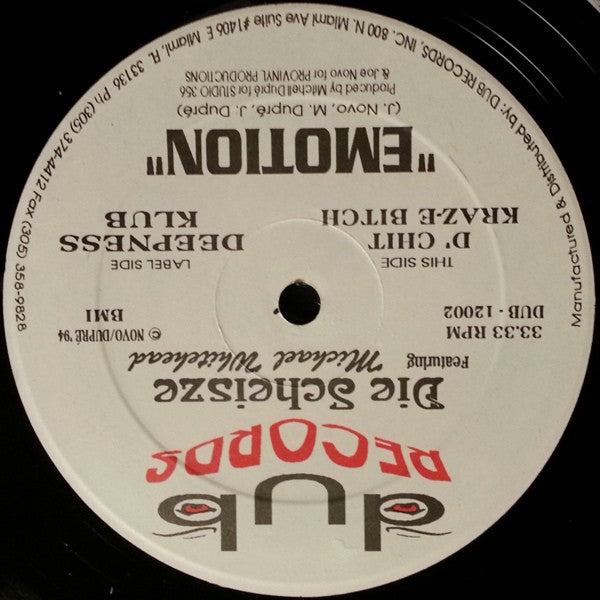 dub
RECORDS
Die Scheisze
Featuring Michael Whitehead
33.33 RPM
DUB - 12002
© NOVO/DUPRÉ '94
BMI
THIS SIDE
D' CHIT
KRAZ-E BITCH
LABEL SIDE
DEEPNESS
KLUB
"EMOTION"
(J. Novo, M. Dupré, J. Dupré)
Produced by Mitchell Dupré for STUDIO 356
& Joe Novo for PROVINYL PRODUCTIONS
Manufactured & Distributed by: DUB RECORDS, INC. 800 N. Miami Ave Suite #1406 E Miami, FL. 33136 Ph (305) 374-4412 Fax (305) 358-9828